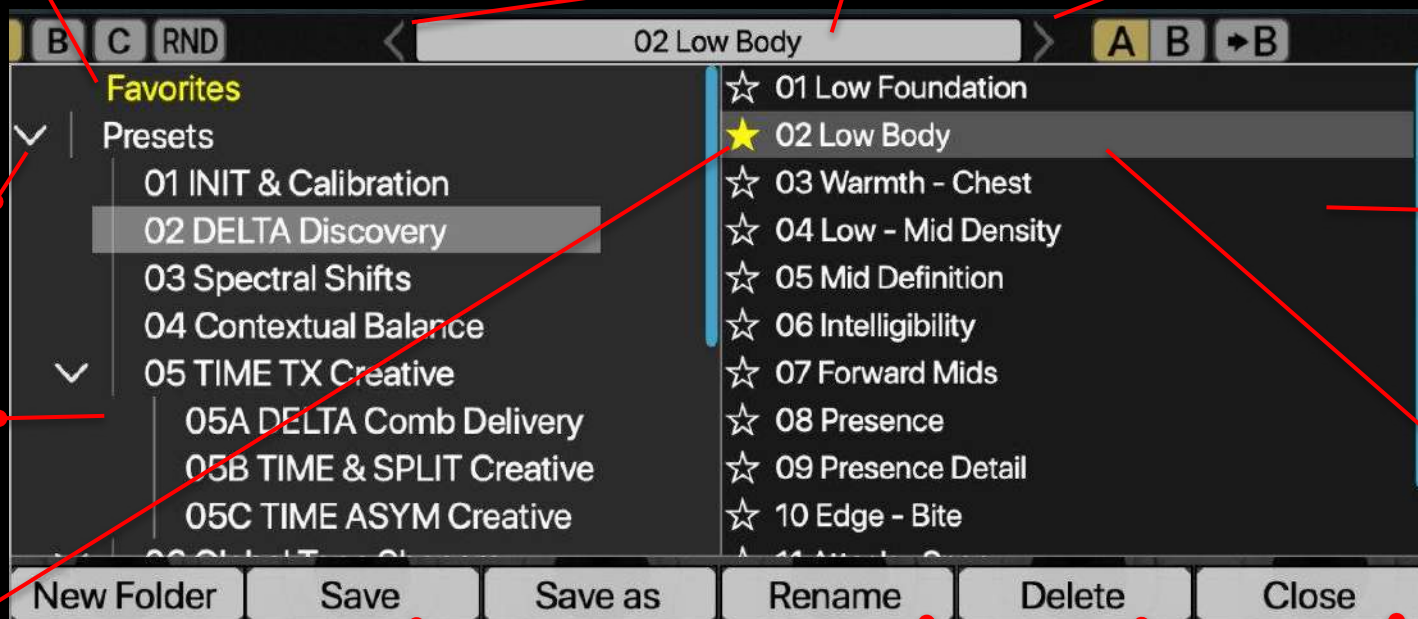 B C RND 02 Low Body A B ➜B
Favorites
Presets
01 INIT & Calibration
02 DELTA Discovery
03 Spectral Shifts
04 Contextual Balance
05 TIME TX Creative
05A DELTA Comb Delivery
05B TIME & SPLIT Creative
05C TIME ASYM Creative
01 Low Foundation
02 Low Body
03 Warmth - Chest
04 Low - Mid Density
05 Mid Definition
06 Intelligibility
07 Forward Mids
08 Presence
09 Presence Detail
10 Edge - Bite
New Folder Save Save as Rename Delete Close